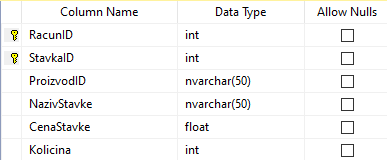 Column Name Data Type Allow Nulls
RacunID int
StavkaID int
ProizvodID nvarchar(50)
NazivStavke nvarchar(50)
CenaStavke float
Kolicina int